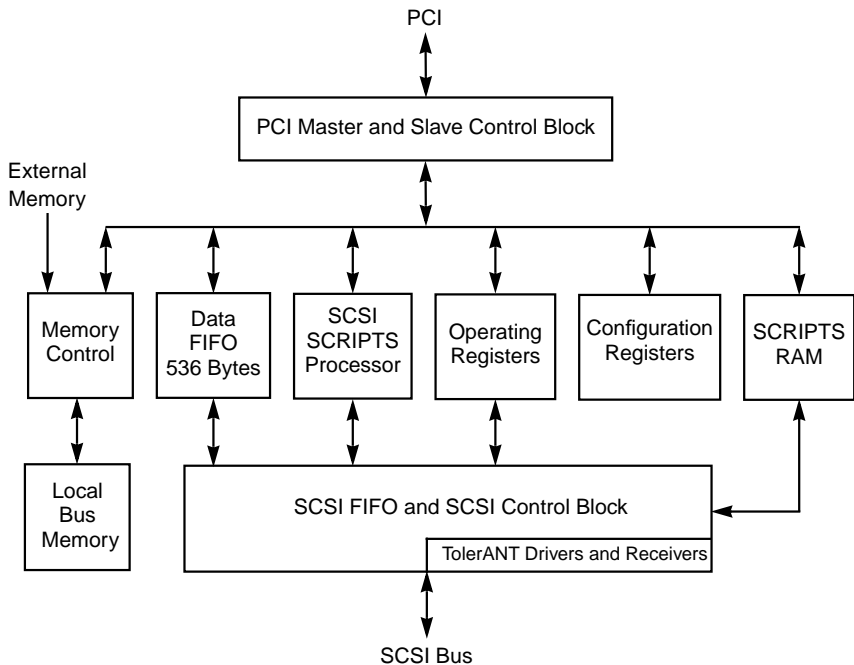 PCI
PCI Master and Slave Control Block
External
Memory
Memory
Control
Data
FIFO
536 Bytes
SCSI
SCRIPTS
Processor
Operating
Registers
Configuration
Registers
SCRIPTS
RAM
Local
Bus
Memory
SCSI FIFO and SCSI Control Block
TolerANT Drivers and Receivers
SCSI Bus